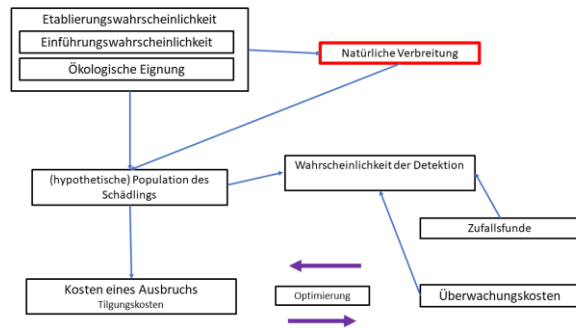 Etablierungswahrscheinlichkeit
Einführungswahrscheinlichkeit
Ökologische Eignung
Natürliche Verbreitung
(hypothetische) Population des
Schädlings
Wahrscheinlichkeit der Detektion
Zufallsfunde
Kosten eines Ausbruchs
Tilgungskosten
Optimierung
Überwachungskosten